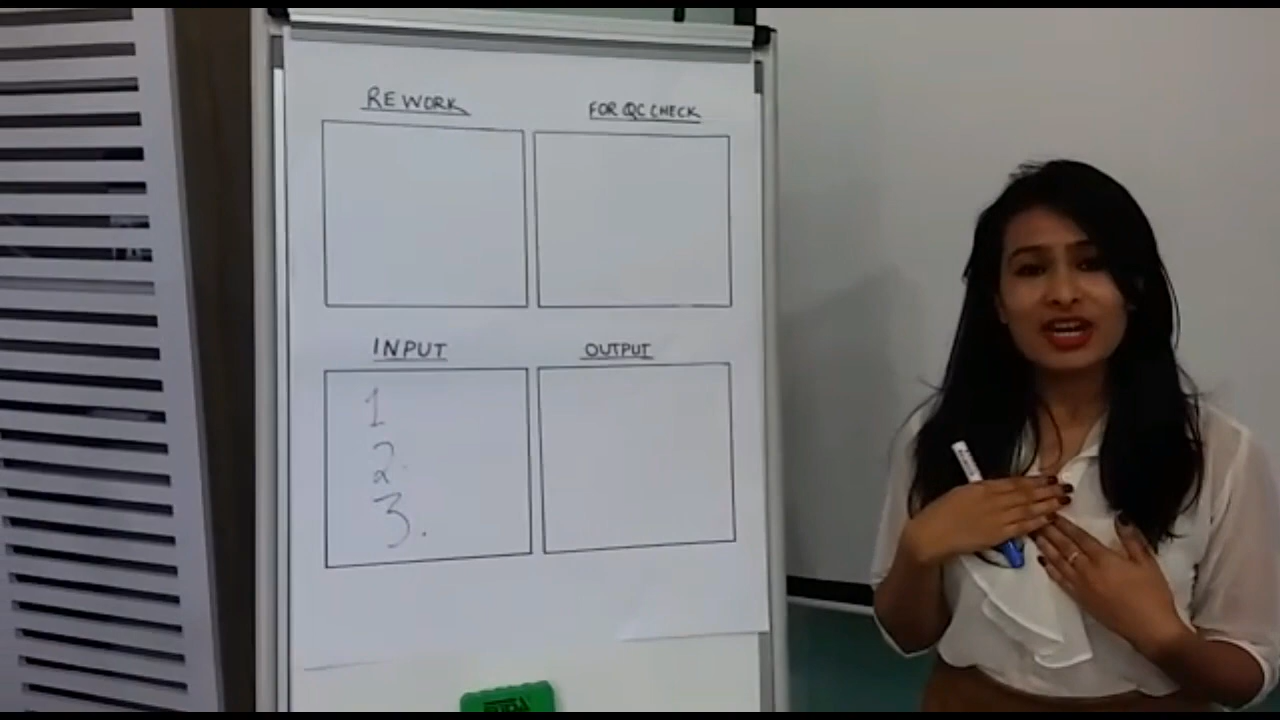 REWORK
FOR QC CHECK
INPUT
OUTPUT
1
2.
3.